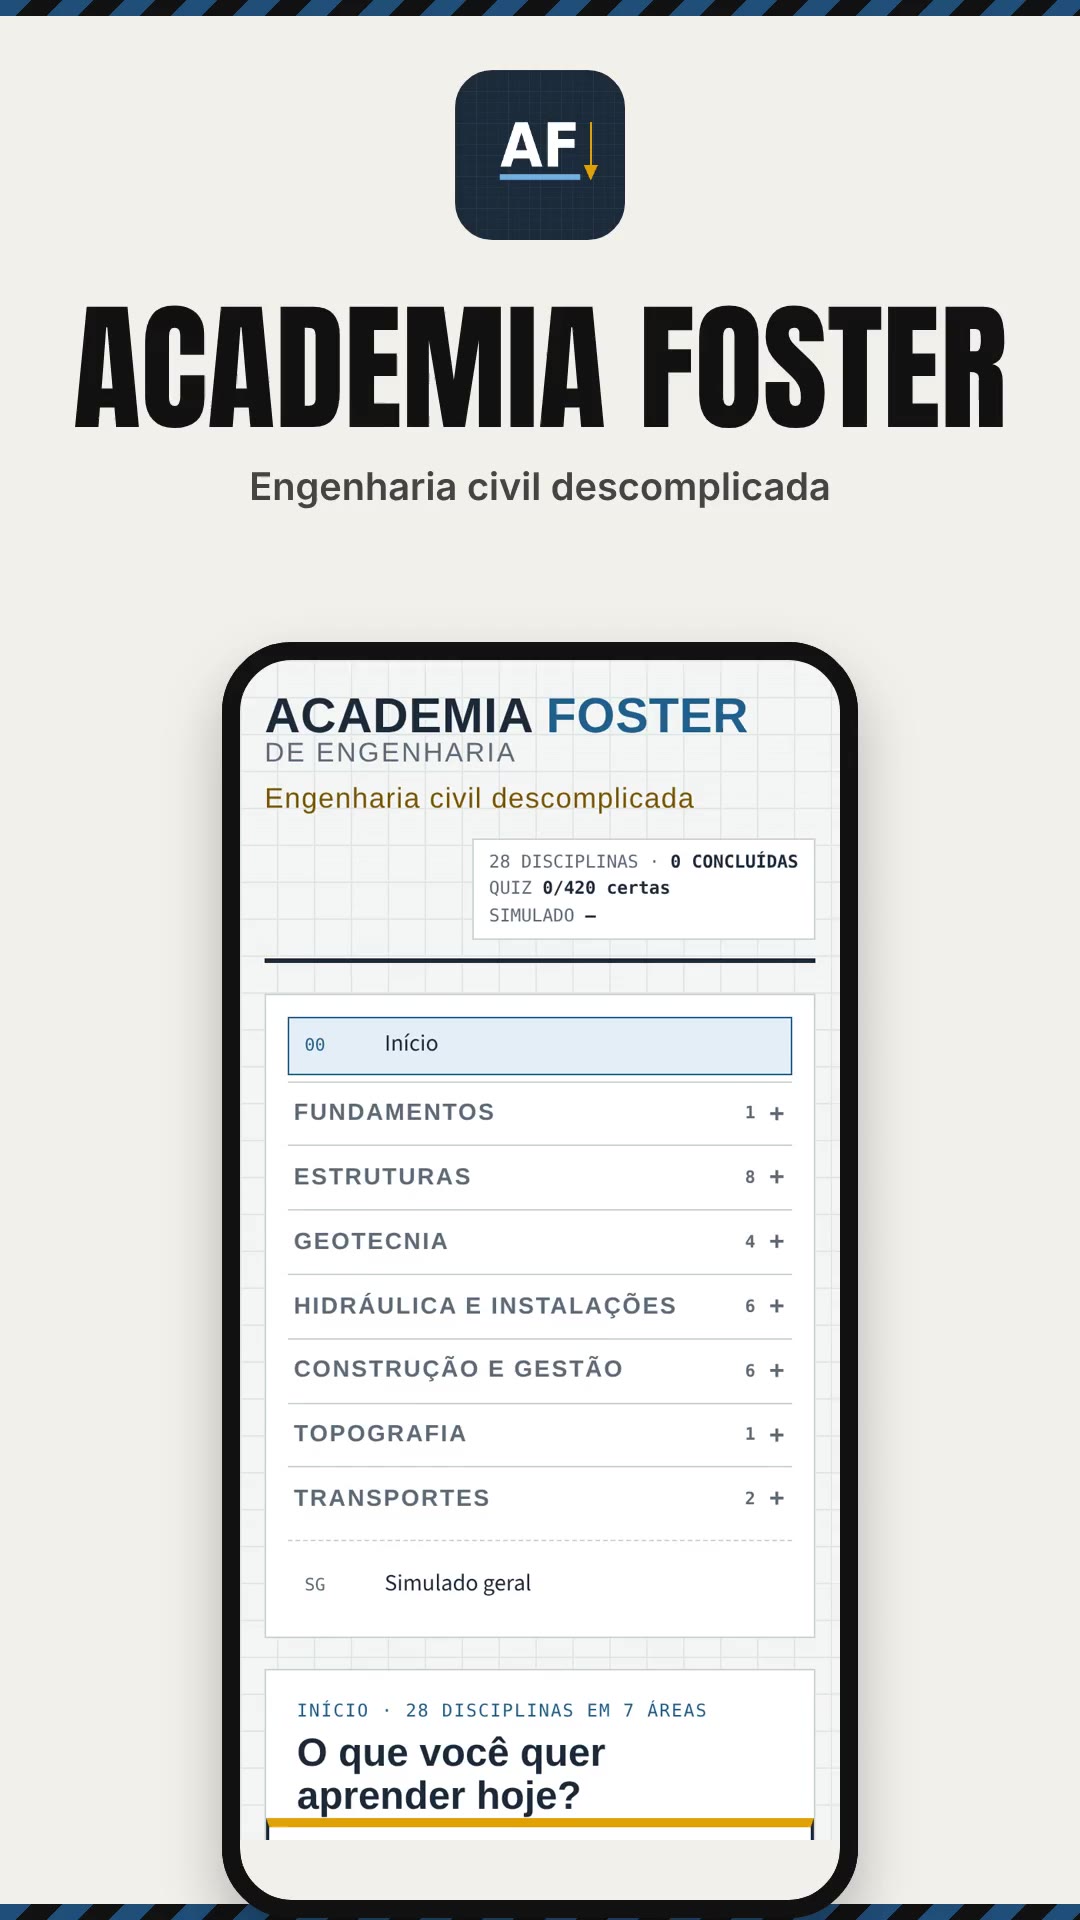 AF
ACADEMIA FOSTER
Engenharia civil descomplicada
ACADEMIA FOSTER
DE ENGENHARIA
Engenharia civil descomplicada
28 DISCIPLINAS · 0 CONCLUÍDAS
QUIZ 0/420 certas
SIMULADO –
00 Início
FUNDAMENTOS 1 +
ESTRUTURAS 8 +
GEOTECNIA 4 +
HIDRÁULICA E INSTALAÇÕES 6 +
CONSTRUÇÃO E GESTÃO 6 +
TOPOGRAFIA 1 +
TRANSPORTES 2 +
SG Simulado geral
INÍCIO · 28 DISCIPLINAS EM 7 ÁREAS
O que você quer
aprender hoje?